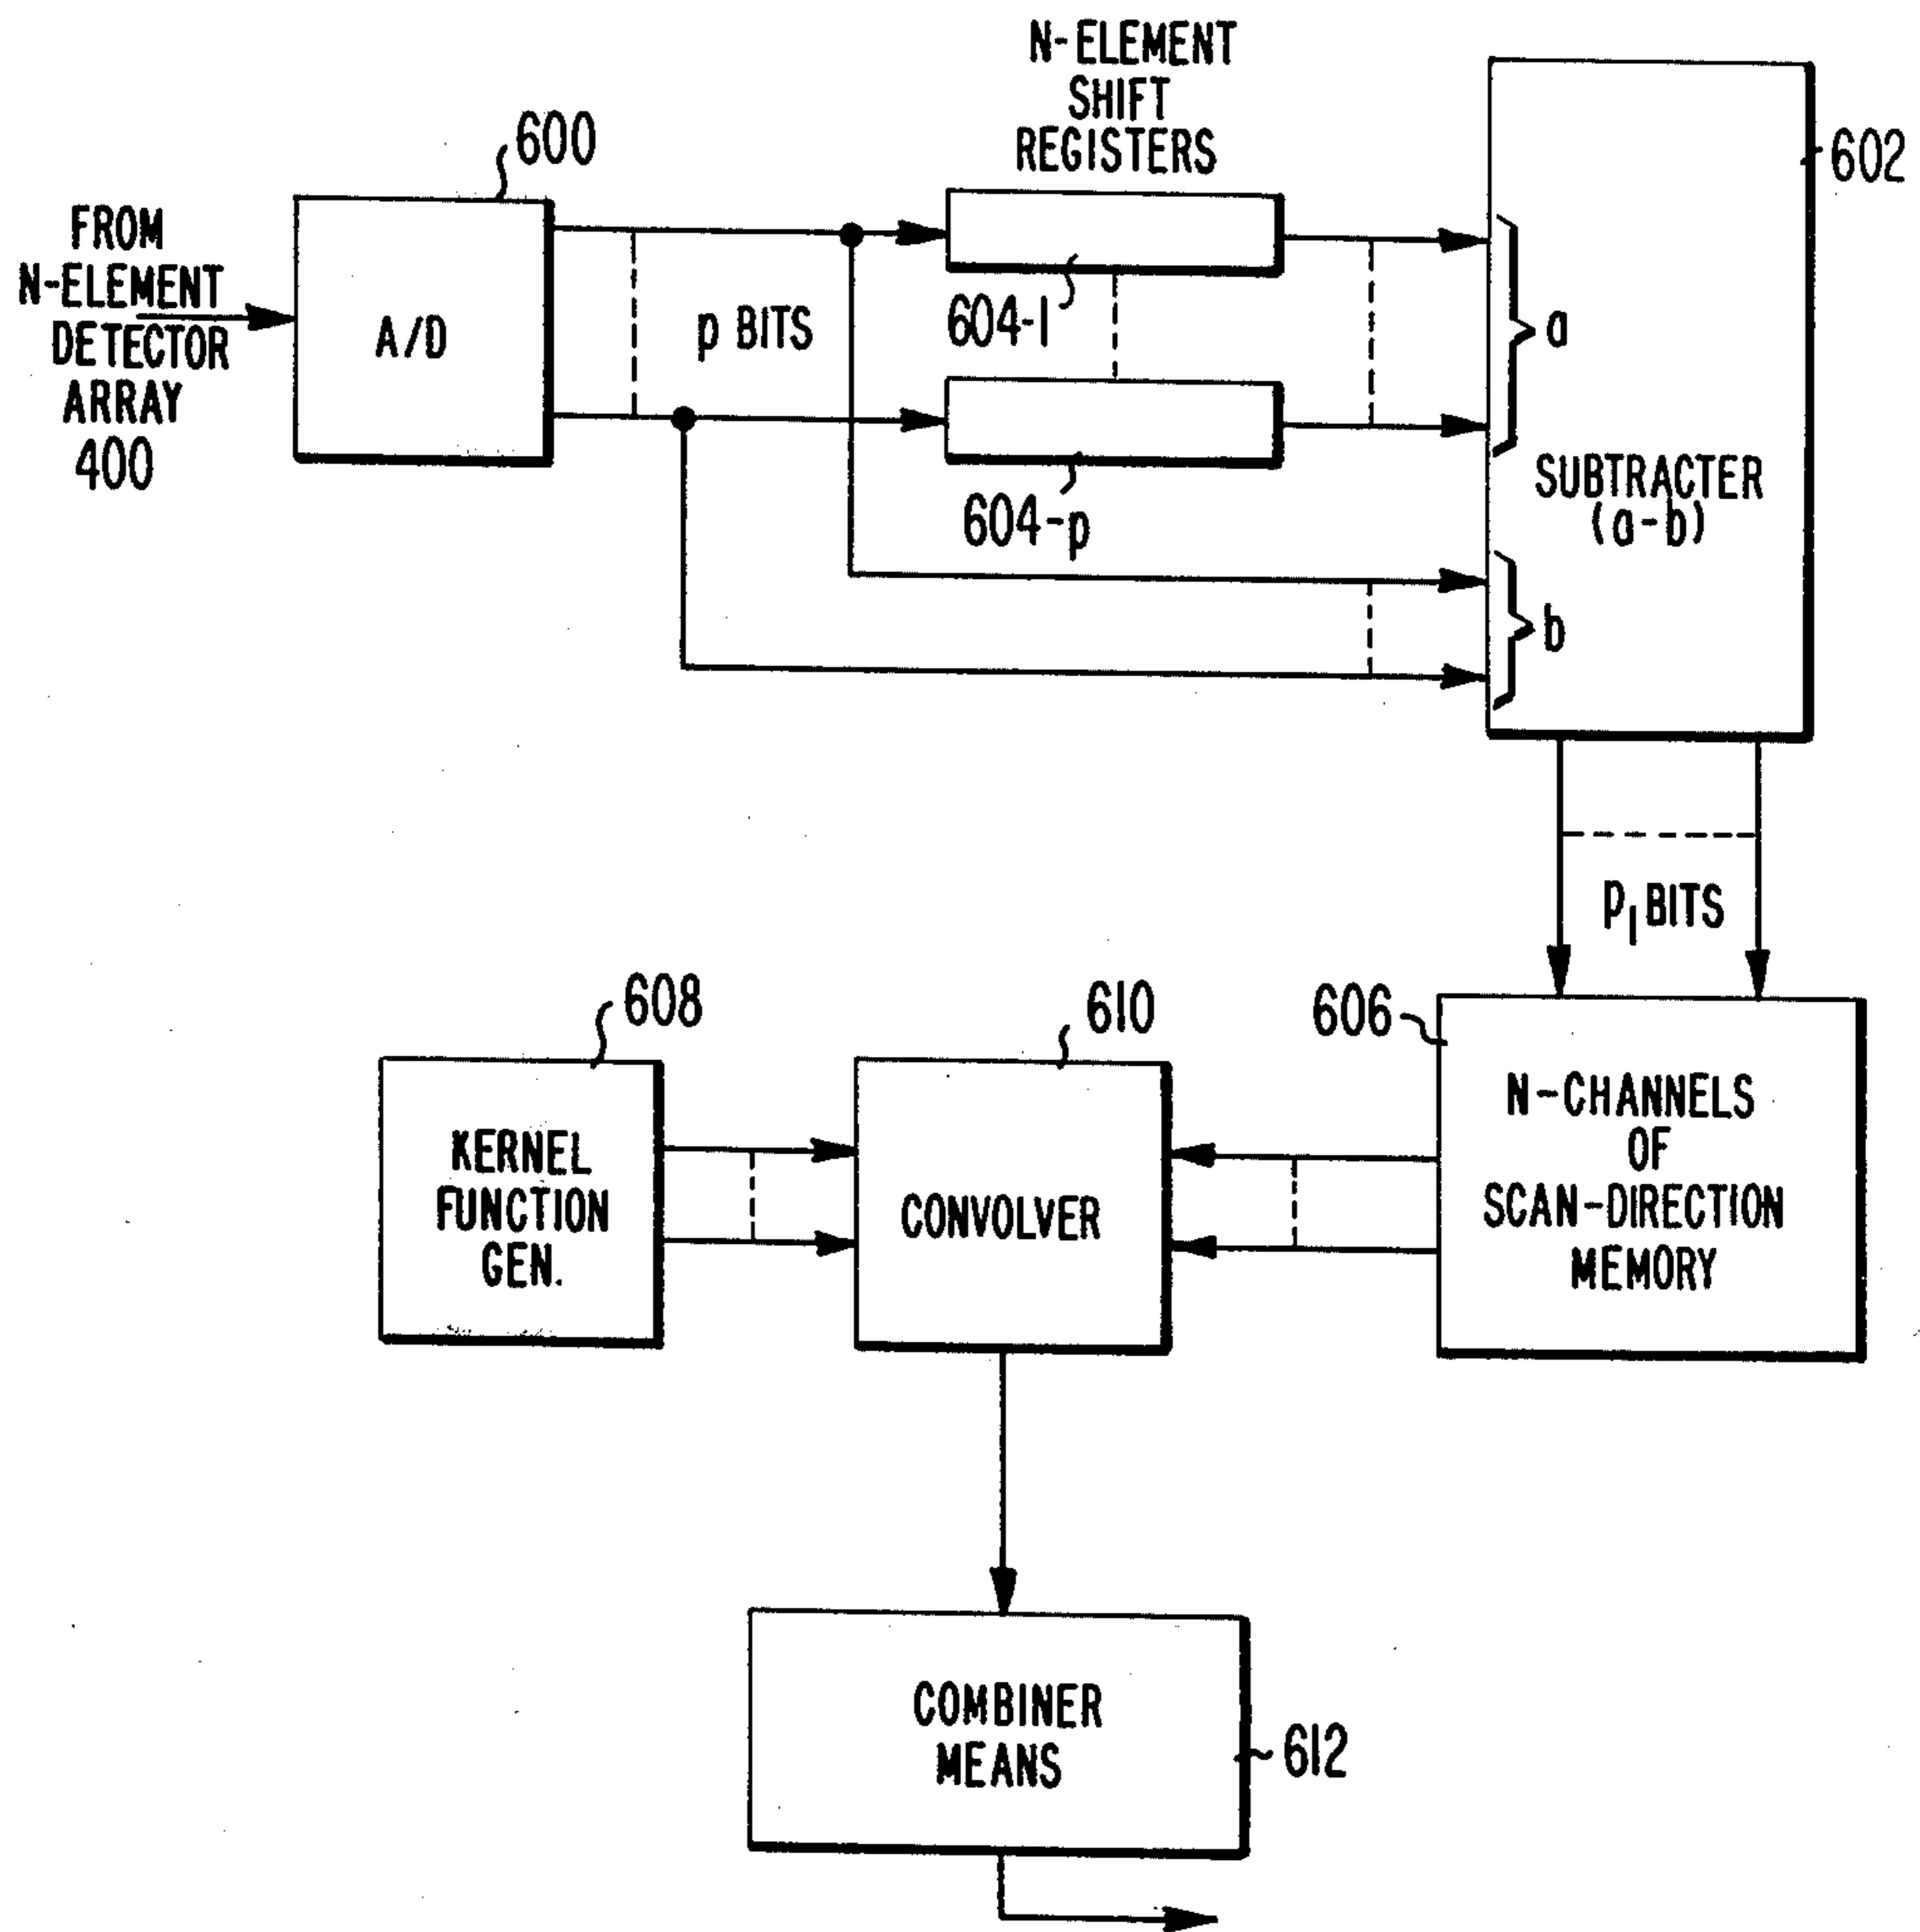 N-ELEMENT
SHIFT
REGISTERS
600
602
FROM
N-ELEMENT
DETECTOR
ARRAY
400
A/D
p BITS
604-1
604-p
a
SUBTRACTER
(a-b)
b
p1 BITS
608
610
606
KERNEL
FUNCTION
GEN.
CONVOLVER
N-CHANNELS
OF
SCAN-DIRECTION
MEMORY
COMBINER
MEANS
612